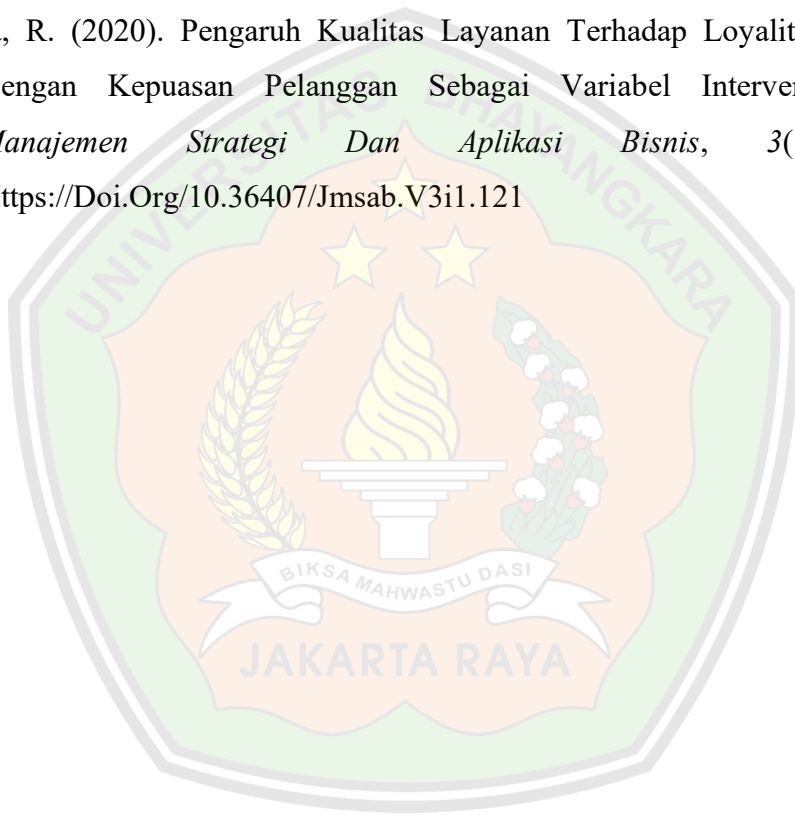 , R. (2020). Pengaruh Kualitas Layanan Terhadap Loyalit
engan Kepuasan Pelanggan Sebagai Variabel Interve
anajemen Strategi Dan Aplikasi Bisnis, 3(
ttps://Doi.Org/10.36407/Jmsab.V3i1.121
UNIVERSITAS BHAYANGKARA
BIKSA MAHWASTU DASI
JAKARTA RAYA